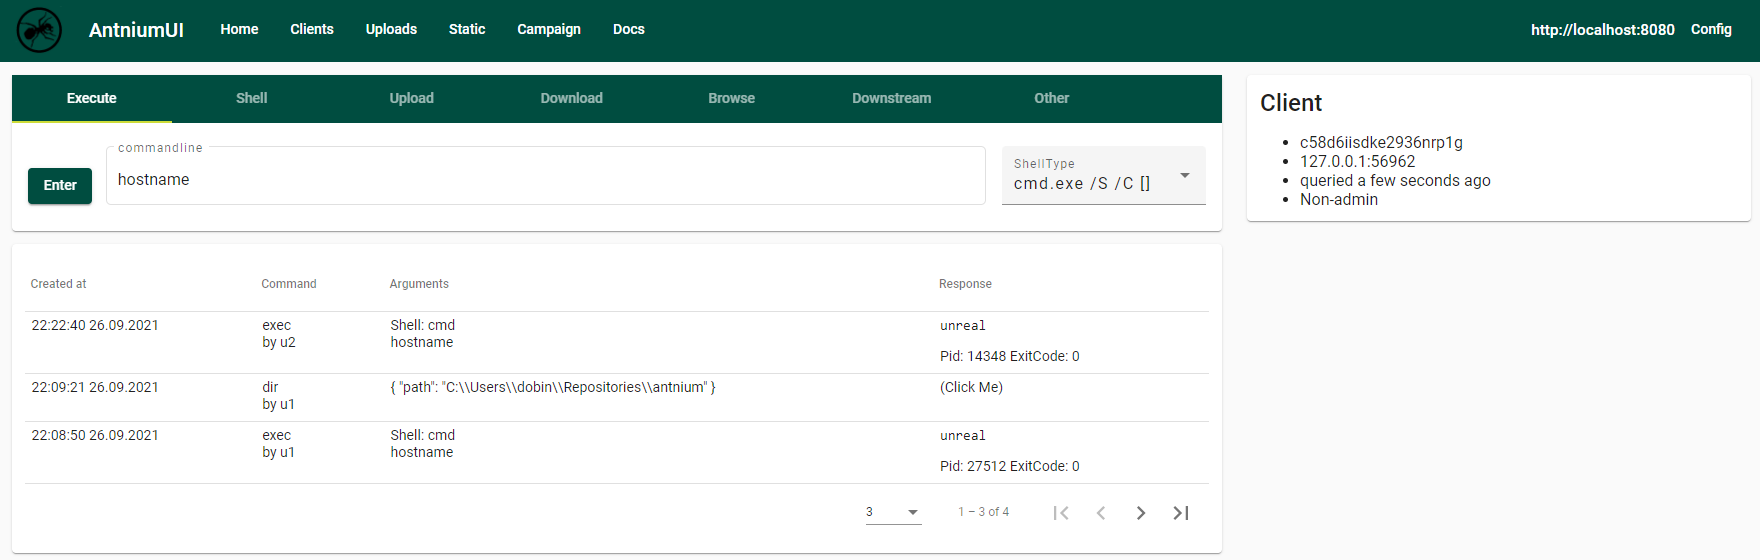 AntniumUI Home Clients Uploads Static Campaign Docs http://localhost:8080 Config
Execute Shell Upload Download Browse Downstream Other
commandline
Enter hostname
ShellType
cmd.exe /S /C []
Client
c58d6iisdke2936nrp1g
127.0.0.1:56962
queried a few seconds ago
Non-admin
Created at Command Arguments Response
22:22:40 26.09.2021 exec Shell: cmd unreal
by u2 hostname
Pid: 14348 ExitCode: 0
22:09:21 26.09.2021 dir { "path": "C:\\Users\\dobin\\Repositories\\antnium" } (Click Me)
by u1
22:08:50 26.09.2021 exec Shell: cmd unreal
by u1 hostname
Pid: 27512 ExitCode: 0
3 1 – 3 of 4